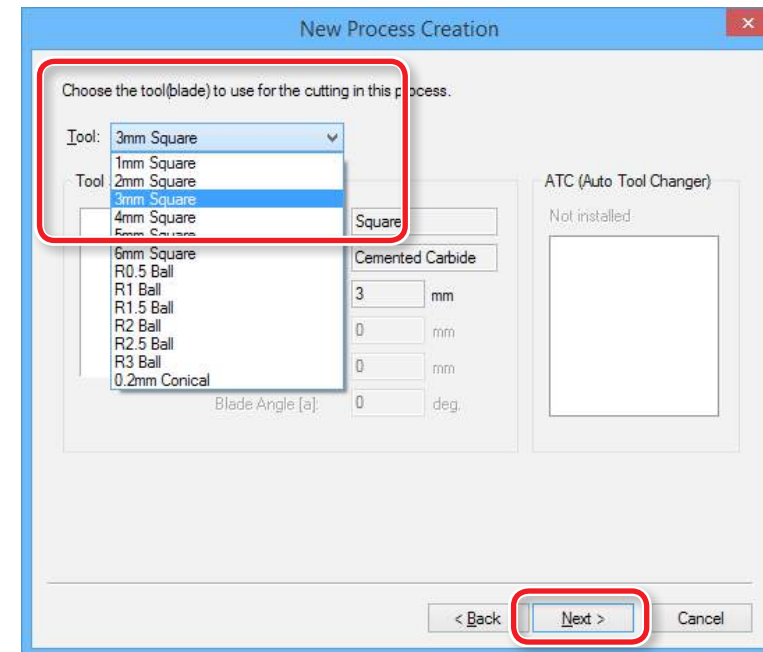 New Process Creation
Choose the tool(blade) to use for the cutting in this process.
Tool: 3mm Square
1mm Square
Tool 2mm Square
3mm Square
4mm Square
5mm Square
6mm Square
R0.5 Ball
R1 Ball
R1.5 Ball
R2 Ball
R2.5 Ball
R3 Ball
0.2mm Conical
Square
Cemented Carbide
3 mm
0 mm
0 mm
Blade Angle [a]: 0 deg.
ATC (Auto Tool Changer)
Not installed
< Back Next > Cancel